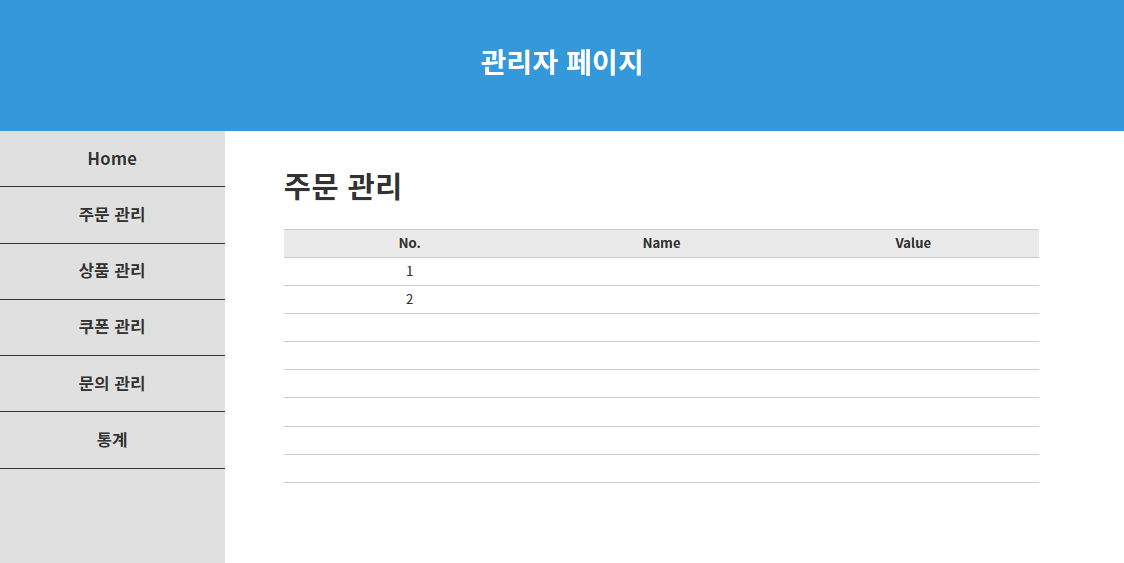 관리자 페이지
Home
주문 관리
상품 관리
쿠폰 관리
문의 관리
통계
주문 관리
No. Name Value
1
2